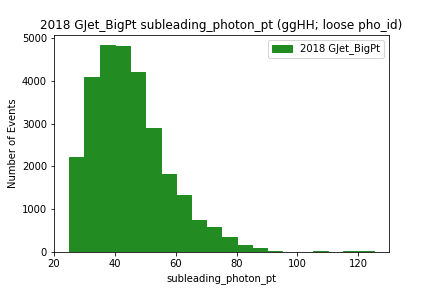 2018 GJet_BigPt subleading_photon_pt (ggHH; loose pho_id)
2018 GJet_BigPt
Number of Events
5000
4000
3000
2000
1000
0
20 40 60 80 100 120
subleading_photon_pt